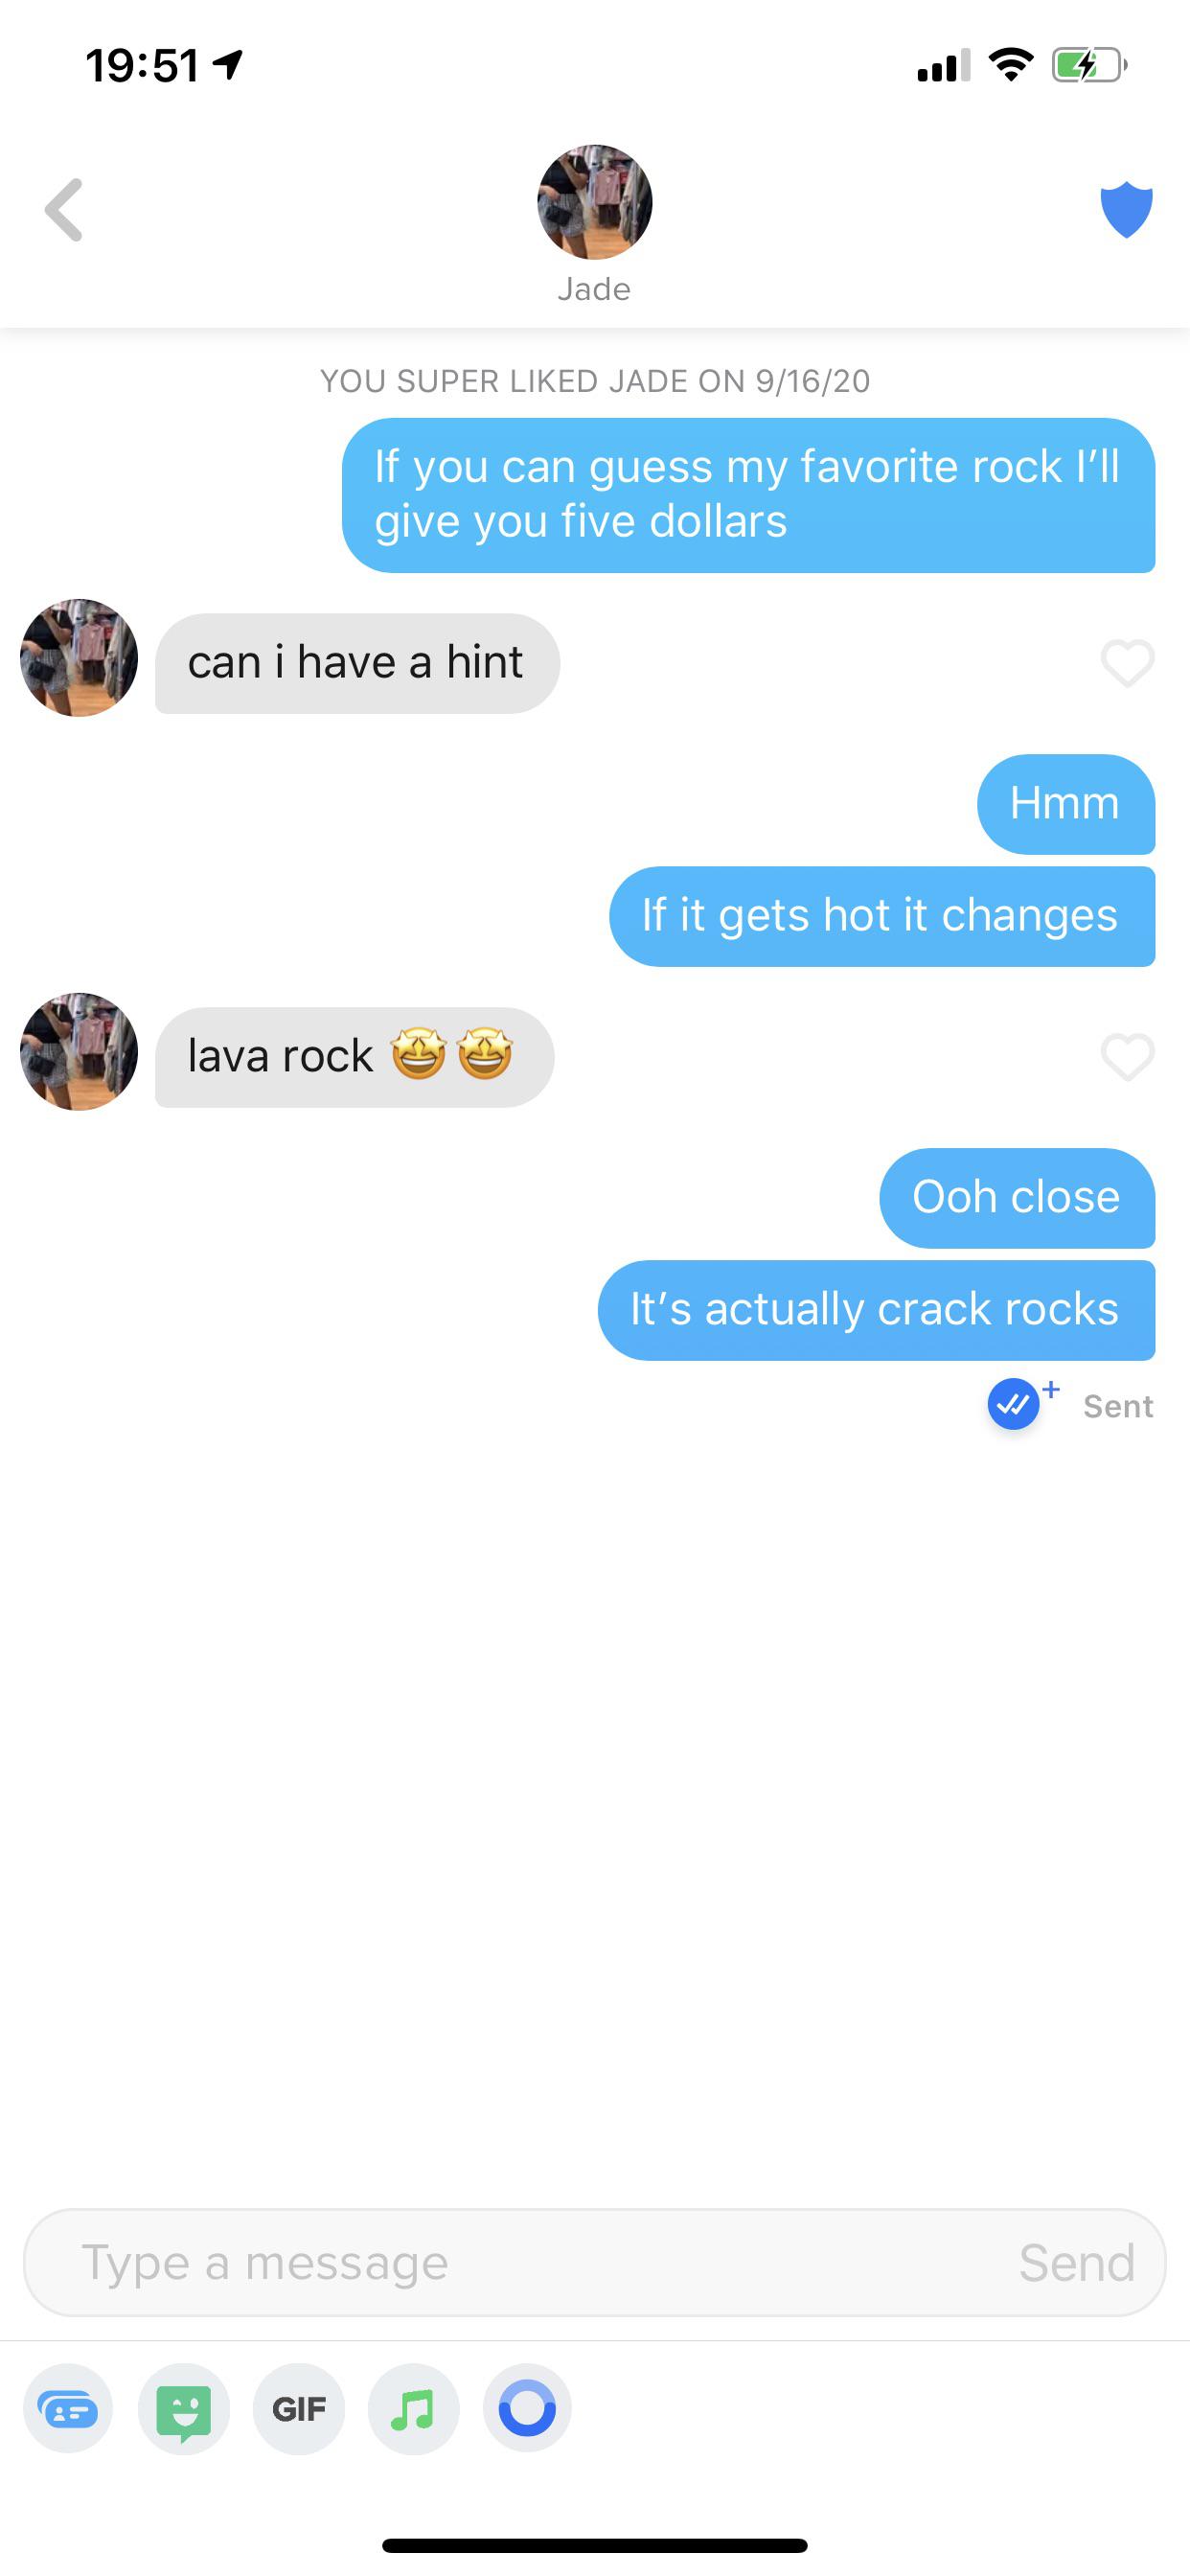 19:51
Jade
YOU SUPER LIKED JADE ON 9/16/20
If you can guess my favorite rock I’ll
give you five dollars
can i have a hint
Hmm
If it gets hot it changes
lava rock 🤩🤩
Ooh close
It’s actually crack rocks
Sent
Type a message
Send
GIF